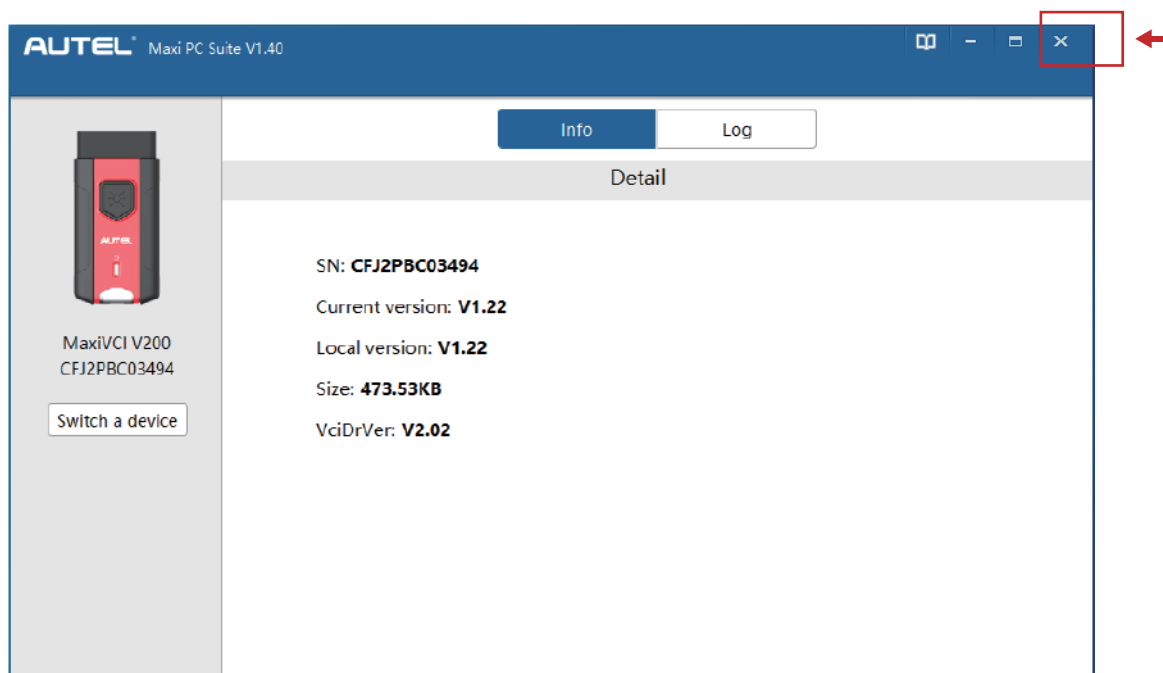 AUTEL Maxi PC Suite V1.40
Info
Log
Detail
AUTEL
SN: CFJ2PBC03494
Current version: V1.22
Local version: V1.22
Size: 473.53KB
VciDrVer: V2.02
MaxiVCI V200
CFJ2PBC03494
Switch a device